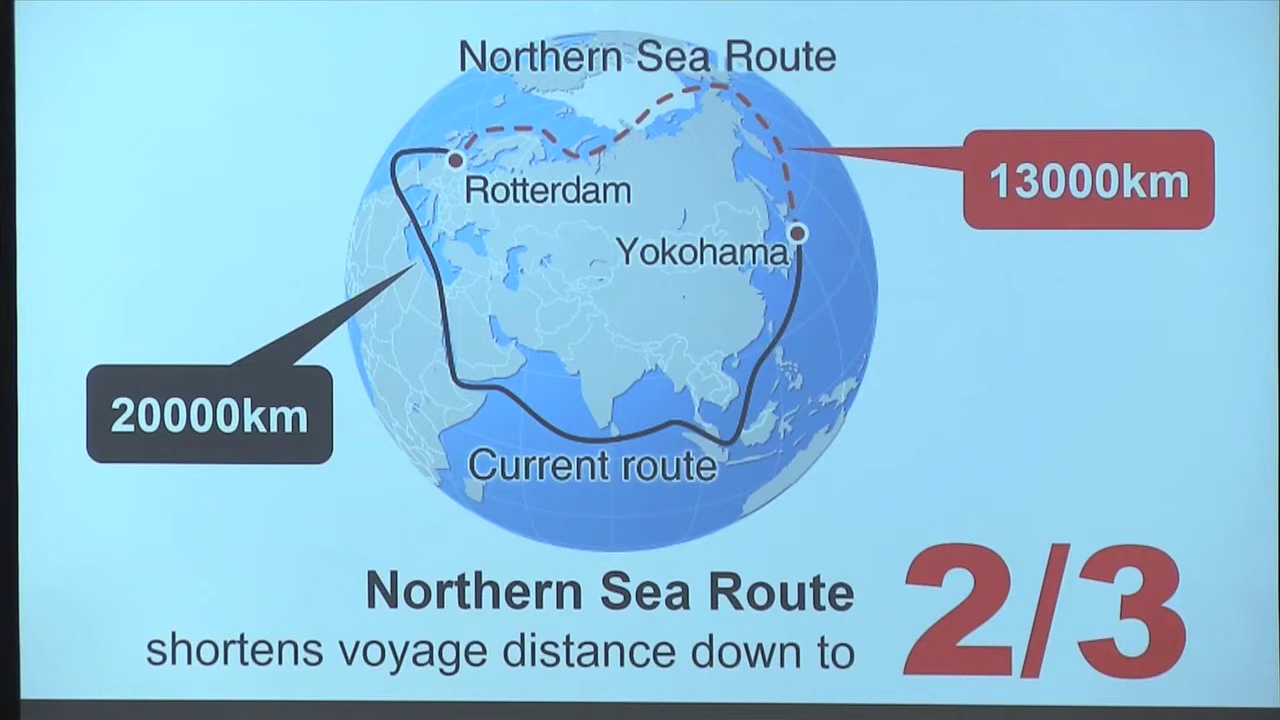 Northern Sea Route
13000km
Rotterdam
Yokohama
20000km
Current route
Northern Sea Route
shortens voyage distance down to
2/3